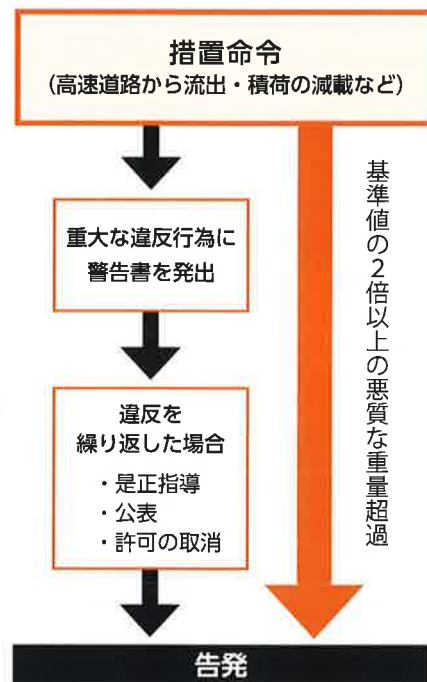 措置命令
（高速道路から流出・積荷の減載など）
重大な違反行為に
警告書を発出
違反を
繰り返した場合
・是正指導
・公表
・許可の取消
基準値の2倍以上の悪質な重量超過
告発